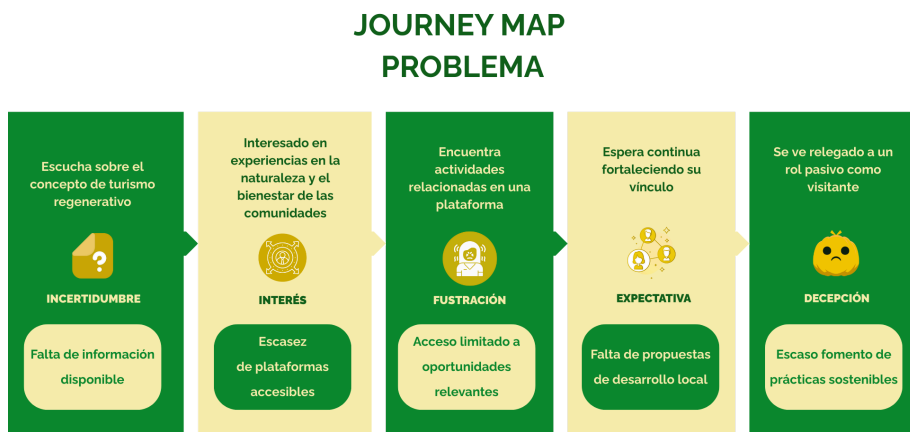 JOURNEY MAP
PROBLEMA
Escucha sobre el
concepto de turismo
regenerativo
INCERTIDUMBRE
Falta de información
disponible
Interesado en
experiencias en la
naturaleza y el
bienestar de las
comunidades
INTERÉS
Escasez
de plataformas
accesibles
Encuentra
actividades
relacionadas en una
plataforma
FUSTRACIÓN
Acceso limitado a
oportunidades
relevantes
Espera continua
fortaleciendo su
vínculo
EXPECTATIVA
Falta de propuestas
de desarrollo local
Se ve relegado a un
rol pasivo como
visitante
DECEPCIÓN
Escaso fomento de
prácticas sostenibles